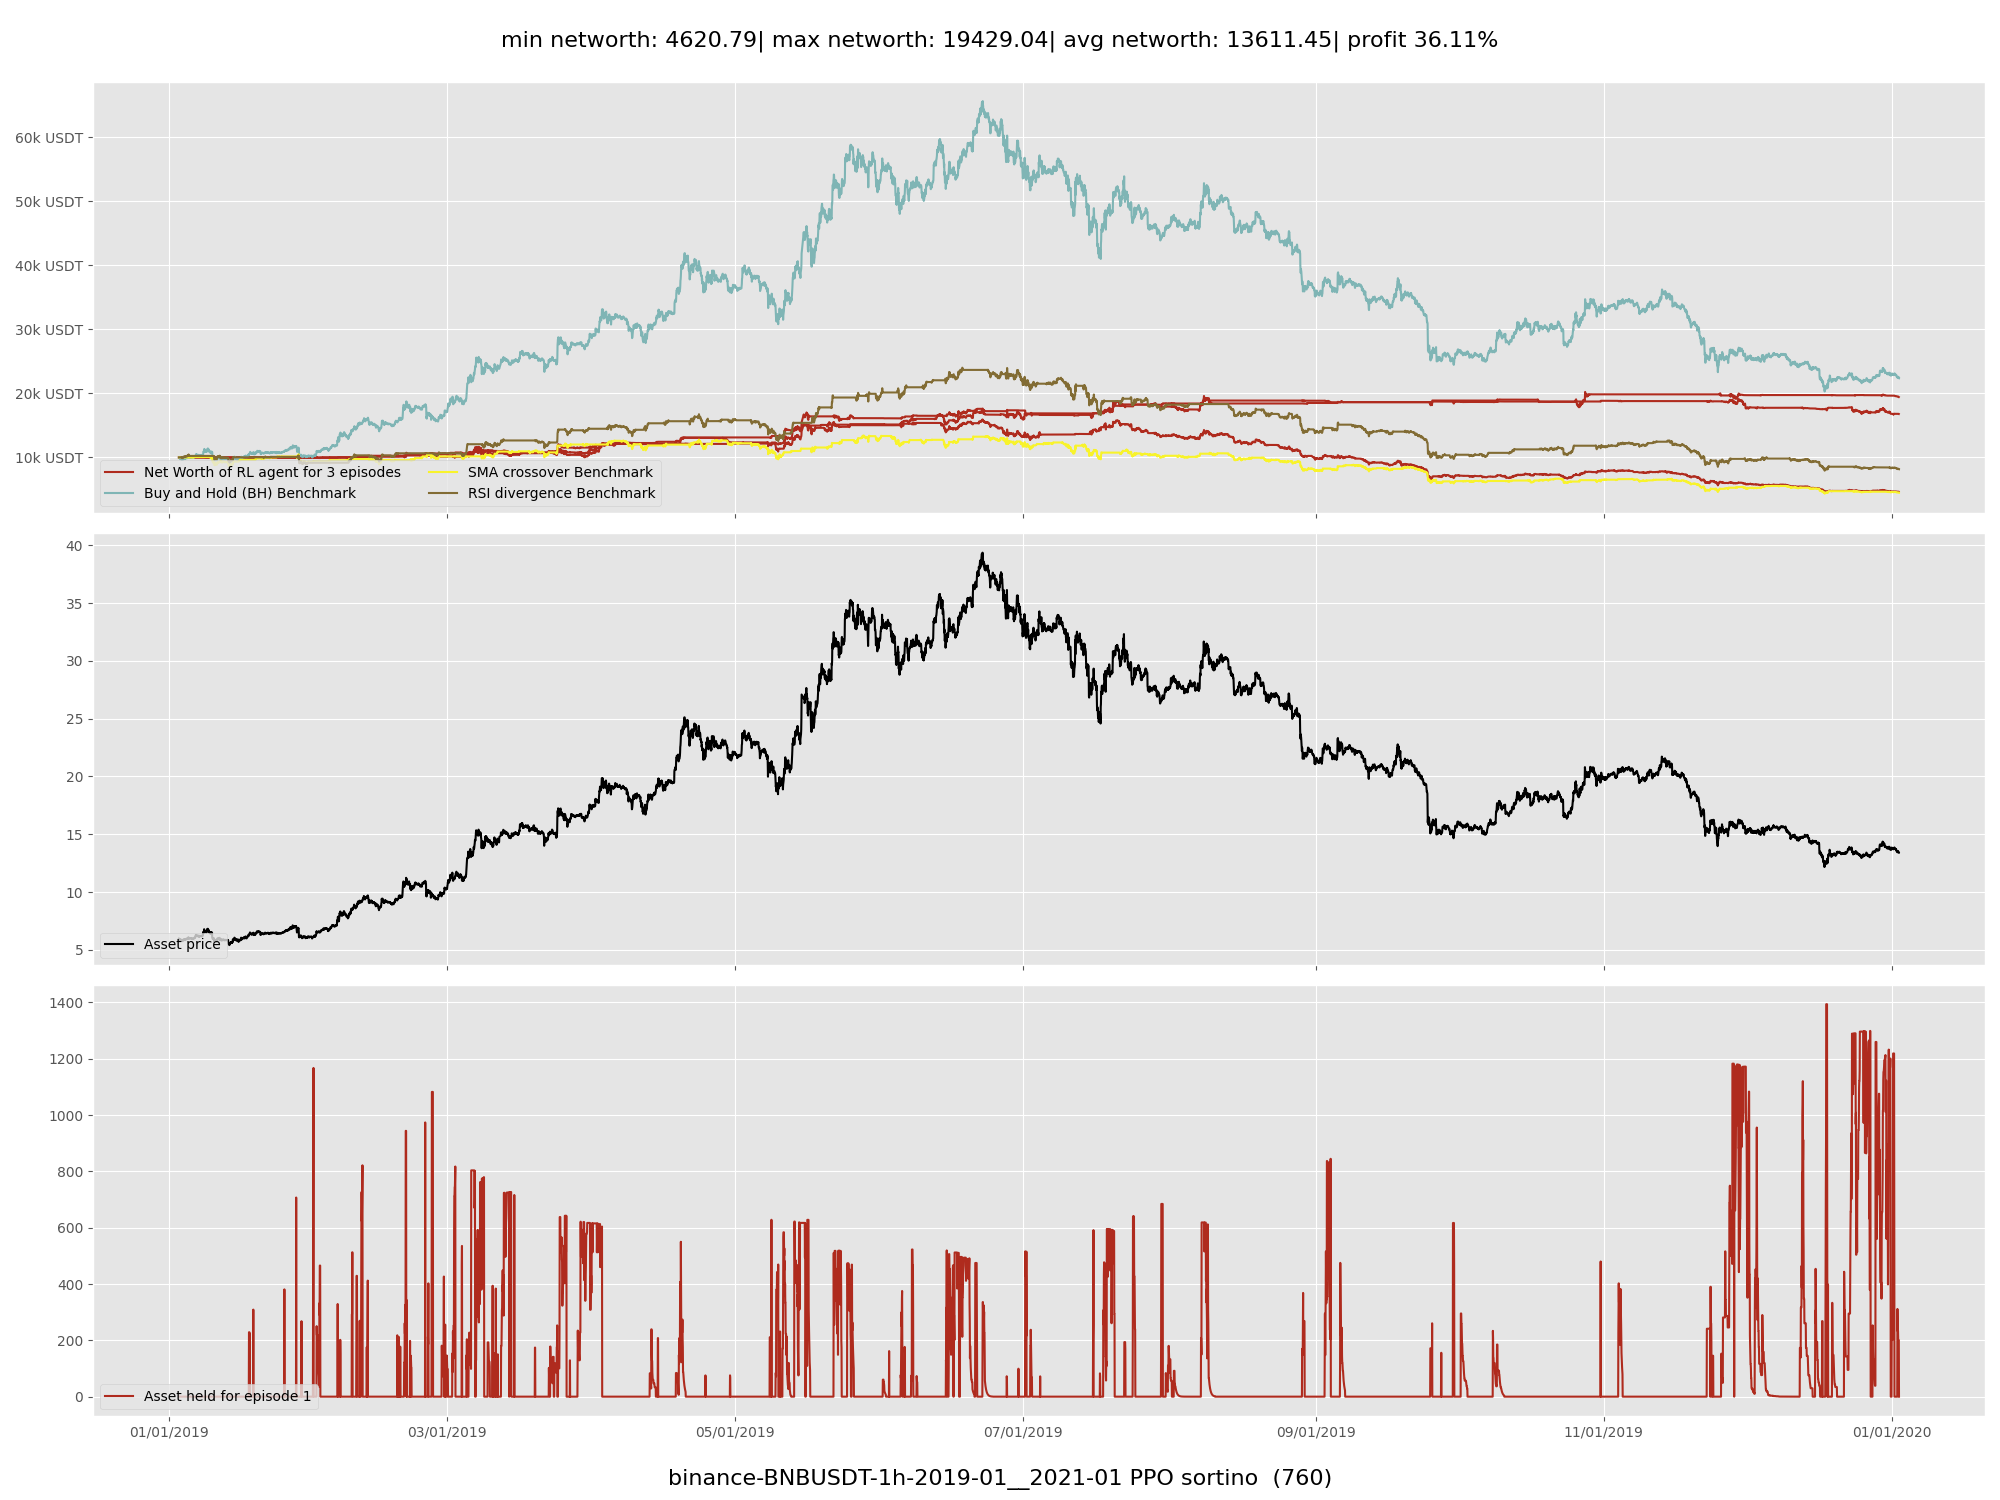 min networth: 4620.79| max networth: 19429.04| avg networth: 13611.45| profit 36.11%
60k USDT
50k USDT
40k USDT
30k USDT
20k USDT
10k USDT
Net Worth of RL agent for 3 episodes
Buy and Hold (BH) Benchmark
SMA crossover Benchmark
RSI divergence Benchmark
40
35
30
25
20
15
10
5
Asset price
1400
1200
1000
800
600
400
200
0
Asset held for episode 1
01/01/2019
03/01/2019
05/01/2019
07/01/2019
09/01/2019
11/01/2019
01/01/2020
binance-BNBUSDT-1h-2019-01__2021-01 PPO sortino  (760)